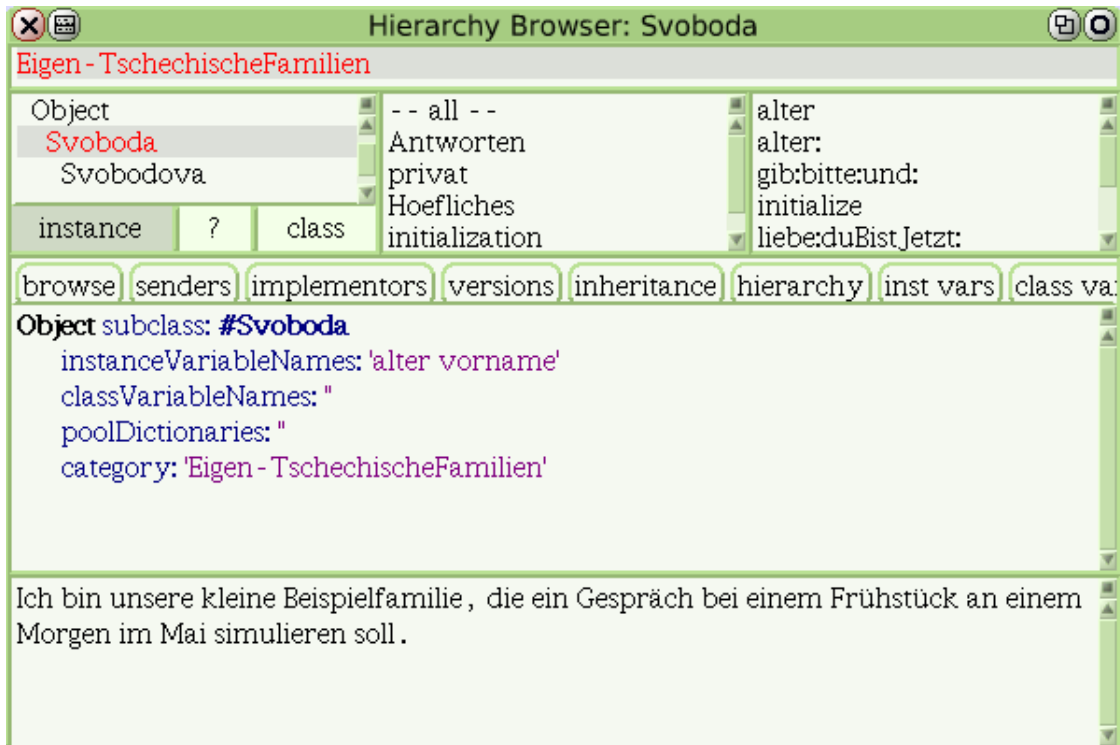 Hierarchy Browser: Svoboda
Eigen-TschechischeFamilien
Object
Svoboda
Svobodova
instance
?
class
-- all --
Antworten
privat
Hoefliches
initialization
alter
alter:
gib:bitte:und:
initialize
liebe:duBistJetzt:
browse senders implementors versions inheritance hierarchy inst vars class var
Object subclass: #Svoboda
instanceVariableNames: 'alter vorname'
classVariableNames: ''
poolDictionaries: ''
category: 'Eigen-TschechischeFamilien'
Ich bin unsere kleine Beispielfamilie, die ein Gespräch bei einem Frühstück an einem
Morgen im Mai simulieren soll.